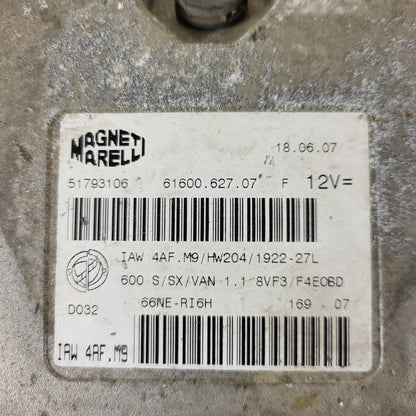 MAGNETI
MARELLI
18.06.07
51793106 61600.627.07 F 12V=
IAW 4AF.M9/HW204/1922-27L
600 S/SX/VAN 1.1 8VF3/F4EOBD
D032 66NE-RI6H 169 07
IAW 4AF.M9